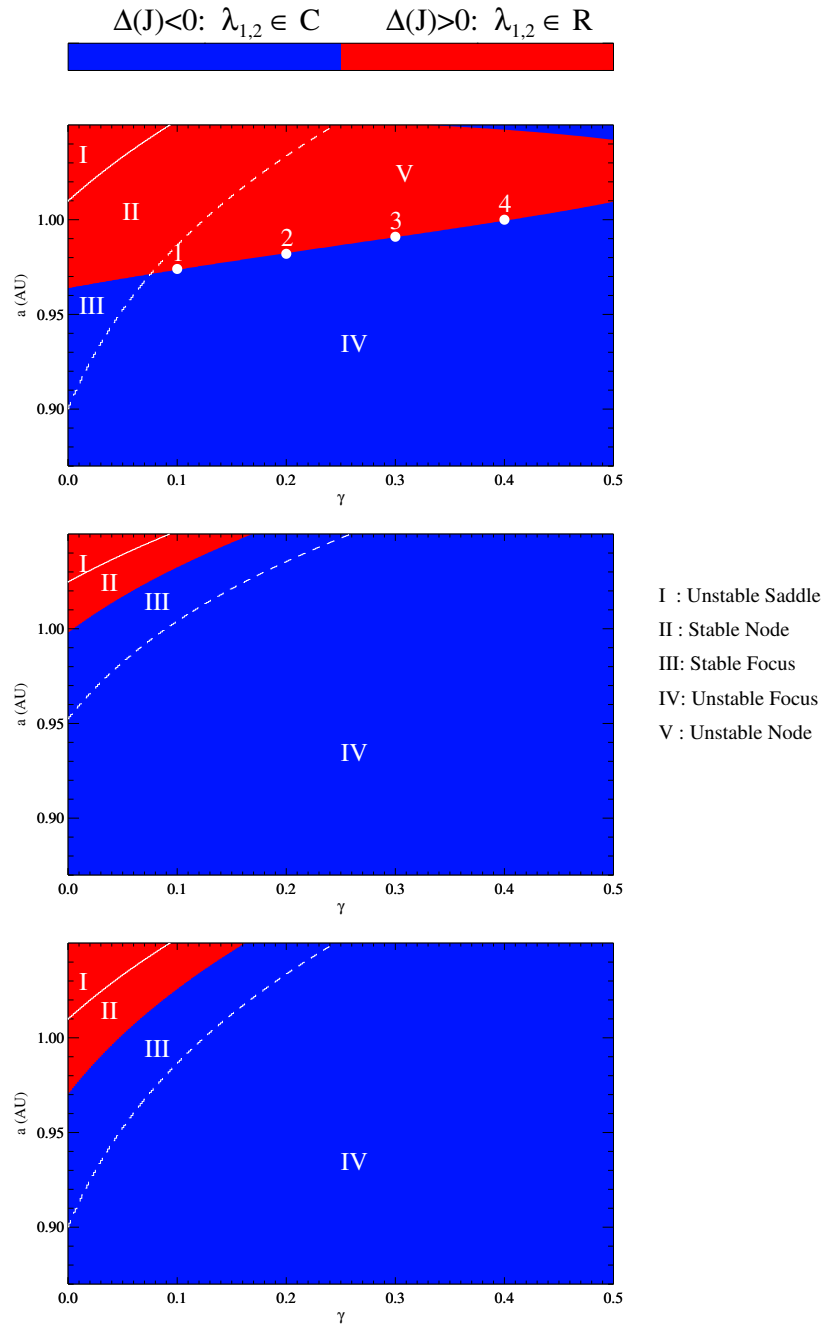 Δ(J)<0: λ1,2 ∈ C Δ(J)>0: λ1,2 ∈ R
I
II
V
1.00
1
2
3
4
a (AU)
III
0.95
IV
0.90
0.0 0.1 0.2 0.3 0.4 0.5
γ
I
II
III
1.00
a (AU)
0.95
IV
0.90
0.0 0.1 0.2 0.3 0.4 0.5
γ
I : Unstable Saddle
II : Stable Node
III: Stable Focus
IV: Unstable Focus
V : Unstable Node
I
II
1.00
III
a (AU)
0.95
IV
0.90
0.0 0.1 0.2 0.3 0.4 0.5
γ